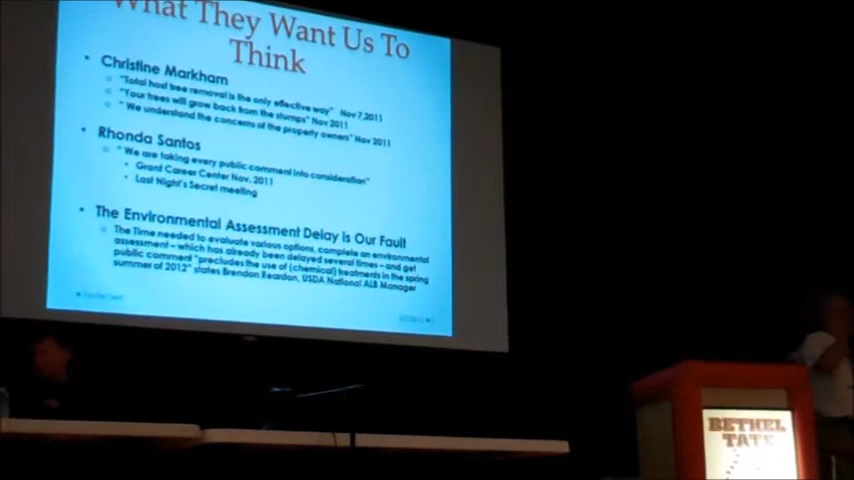 What They Want Us To
Think
• Christine Markham
○ "Total host tree removal is the only effective way" Nov 7,2011
○ "Your trees will grow back from the stumps" Nov 2011
○ " We understand the concerns of the property owners" Nov 2011
• Rhonda Santos
○ " We are taking every public comment into consideration"
• Grant Career Center Nov. 2011
• Last Night's Secret meeting
• The Environmental Assessment Delay is Our Fault
○ The Time needed to evaluate various options, complete an environmental
assessment – which has already been delayed several times – and get
public comment "precludes the use of (chemical) treatments in the spring
summer of 2012" states Brendon Reardon, USDA National ALB Manager
BETHEL
TATE